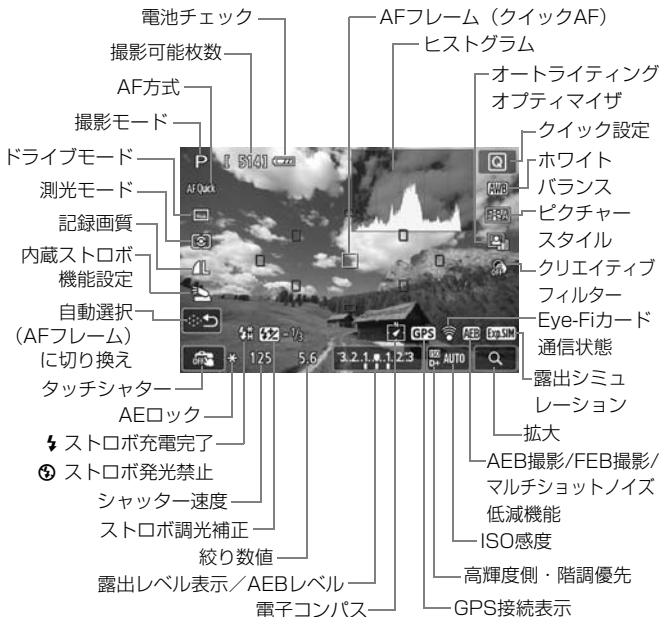 電池チェック
撮影可能枚数
AF方式
撮影モード
ドライブモード
測光モード
記録画質
内蔵ストロボ
機能設定
自動選択
（AFフレーム）
に切り換え
タッチシャター
AEロック
ストロボ充電完了
ストロボ発光禁止
シャッター速度
ストロボ調光補正
絞り数値
露出レベル表示／AEBレベル
電子コンパス
AFフレーム（クイックAF）
ヒストグラム
オートライティング
オプティマイザ
クイック設定
ホワイト
バランス
ピクチャー
スタイル
クリエイティブ
フィルター
Eye-Fiカード
通信状態
露出シミュ
レーション
拡大
AEB撮影/FEB撮影/
マルチショットノイズ
低減機能
ISO感度
高輝度側・階調優先
GPS接続表示
P [ 5141] Q
AF Quick
AWB
L
-1/3 GPS AEB Exp.SIM
OFF * 125 5.6 3.2.1.0.1.2:3 ISO D+ AUTO